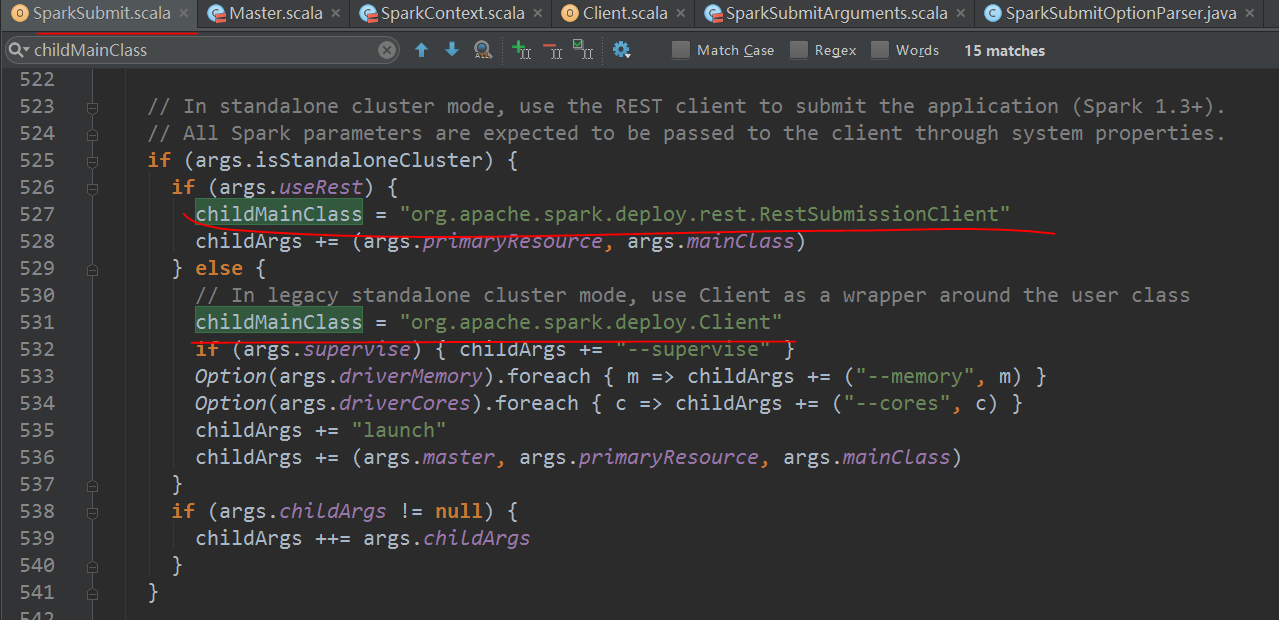 SparkSubmit.scala × Master.scala × SparkContext.scala × Client.scala × SparkSubmitArguments.scala × SparkSubmitOptionParser.java ×
childMainClass Match Case Regex Words 15 matches
522
523 // In standalone cluster mode, use the REST client to submit the application (Spark 1.3+).
524 // All Spark parameters are expected to be passed to the client through system properties.
525 if (args.isStandaloneCluster) {
526 if (args.useRest) {
527 childMainClass = "org.apache.spark.deploy.rest.RestSubmissionClient"
528 childArgs += (args.primaryResource, args.mainClass)
529 } else {
530 // In legacy standalone cluster mode, use Client as a wrapper around the user class
531 childMainClass = "org.apache.spark.deploy.Client"
532 if (args.supervise) { childArgs += "--supervise" }
533 Option(args.driverMemory).foreach { m => childArgs += ("--memory", m) }
534 Option(args.driverCores).foreach { c => childArgs += ("--cores", c) }
535 childArgs += "launch"
536 childArgs += (args.master, args.primaryResource, args.mainClass)
537 }
538 if (args.childArgs != null) {
539 childArgs ++= args.childArgs
540 }
541 }